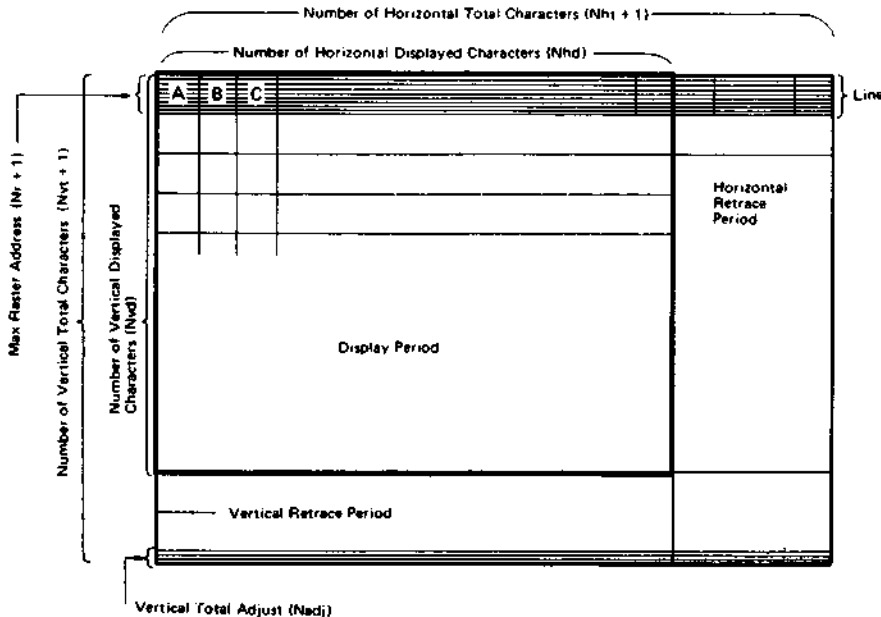 Number of Horizontal Total Characters (Nht + 1)
Number of Horizontal Displayed Characters (Nhd)
A B C
Line
Horizontal
Retrace
Period
Max Raster Address (Nr + 1)
Number of Vertical Total Characters (Nvt + 1)
Number of Vertical Displayed
Characters (Nvd)
Display Period
Vertical Retrace Period
Vertical Total Adjust (Nadj)